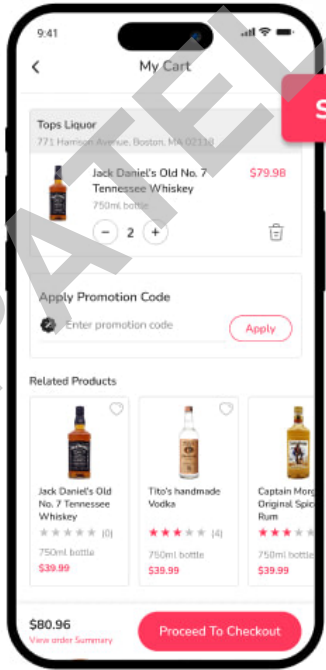 9:41
My Cart
S
Tops Liquor
771 Harrison Avenue, Boston, MA 02118
Jack Daniel's Old No. 7 $79.98
Tennessee Whiskey
750ml bottle
2
Apply Promotion Code
Enter promotion code Apply
Related Products
Jack Daniel's Old
No. 7 Tennessee
Whiskey
(0)
750ml bottle
$39.99
Tito's handmade
Vodka
(4)
750ml bottle
$39.99
Captain Morg
Original Spic
Rum
750ml bottle
$39.99
$80.96
View order Summary
Proceed To Checkout
PATEL